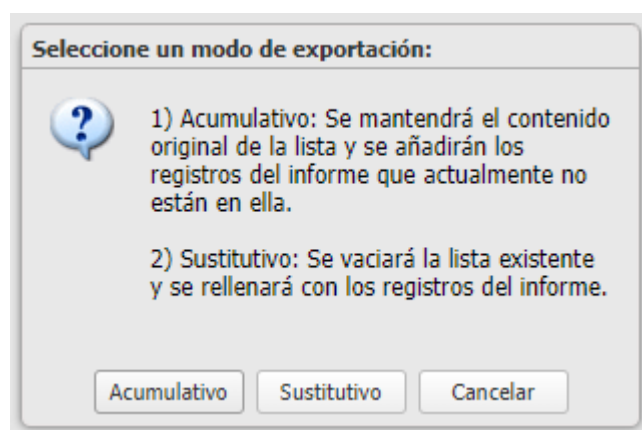 Seleccione un modo de exportación:
1) Acumulativo: Se mantendrá el contenido
original de la lista y se añadirán los
registros del informe que actualmente no
están en ella.
2) Sustitutivo: Se vaciará la lista existente
y se rellenará con los registros del informe.
Acumulativo Sustitutivo Cancelar